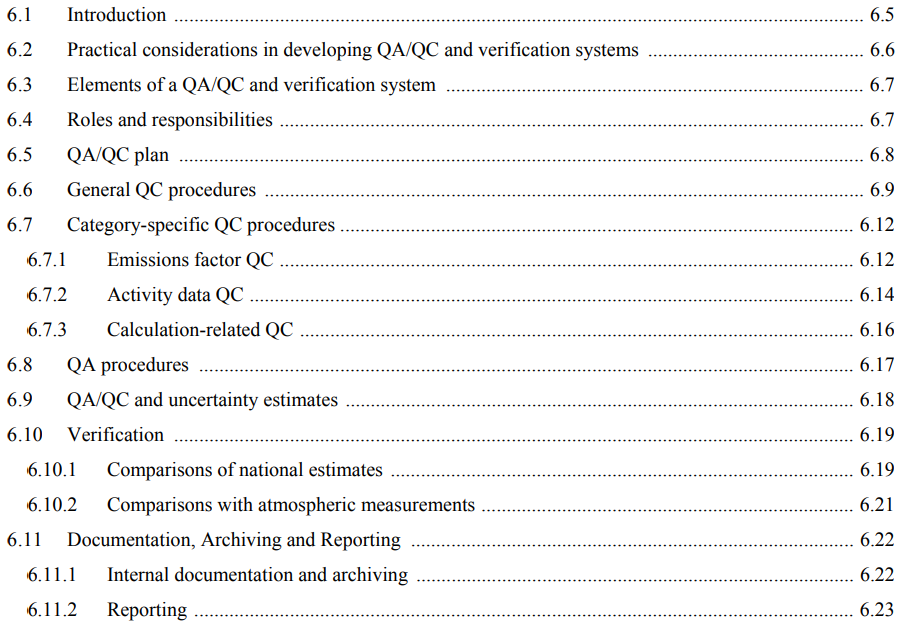 6.1 Introduction ........ 6.5
6.2 Practical considerations in developing QA/QC and verification systems ........ 6.6
6.3 Elements of a QA/QC and verification system ........ 6.7
6.4 Roles and responsibilities ........ 6.7
6.5 QA/QC plan ........ 6.8
6.6 General QC procedures ........ 6.9
6.7 Category-specific QC procedures ........ 6.12
6.7.1 Emissions factor QC ........ 6.12
6.7.2 Activity data QC ........ 6.14
6.7.3 Calculation-related QC ........ 6.16
6.8 QA procedures ........ 6.17
6.9 QA/QC and uncertainty estimates ........ 6.18
6.10 Verification ........ 6.19
6.10.1 Comparisons of national estimates ........ 6.19
6.10.2 Comparisons with atmospheric measurements ........ 6.21
6.11 Documentation, Archiving and Reporting ........ 6.22
6.11.1 Internal documentation and archiving ........ 6.22
6.11.2 Reporting ........ 6.23